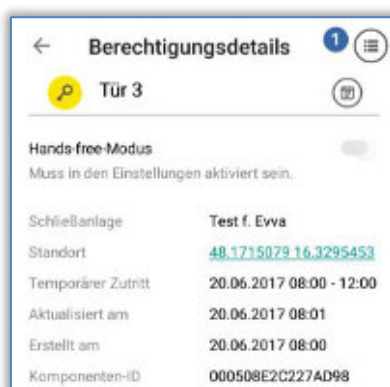 Berechtigungsdetails 1
Tür 3
Hands-free-Modus
Muss in den Einstellungen aktiviert sein.
Schließanlage Test f. Evva
Standort 48.1715079 16.3295453
Temporärer Zutritt 20.06.2017 08:00 - 12:00
Aktualisiert am 20.06.2017 08:01
Erstellt am 20.06.2017 08:00
Komponenten-ID 000508E2C227AD98